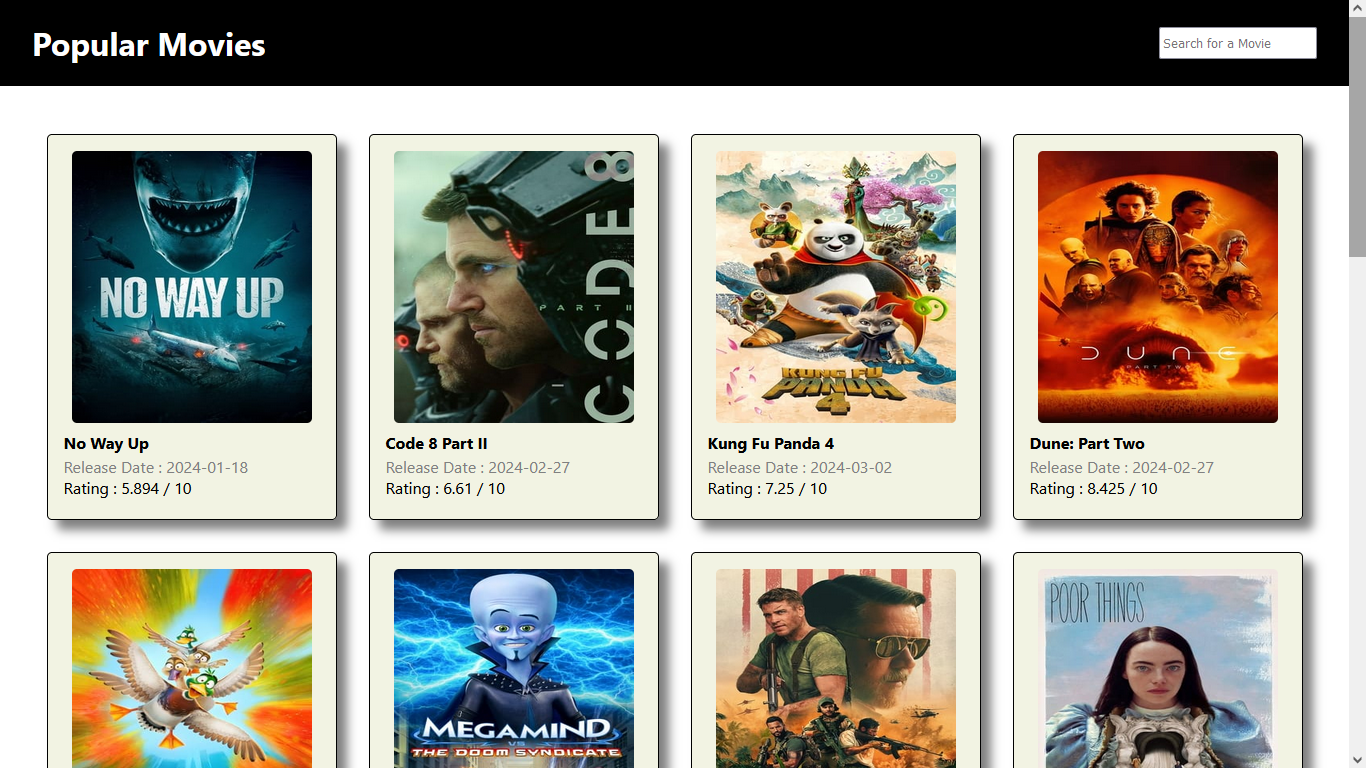 Popular Movies
Search for a Movie
NO WAY UP
CODE 8
PART II
KUNG FU
PANDA
4
DUNE
PART TWO
No Way Up
Release Date : 2024-01-18
Rating : 5.894 / 10
Code 8 Part II
Release Date : 2024-02-27
Rating : 6.61 / 10
Kung Fu Panda 4
Release Date : 2024-03-02
Rating : 7.25 / 10
Dune: Part Two
Release Date : 2024-02-27
Rating : 8.425 / 10
MEGAMIND
VS
THE DOOM SYNDICATE
POOR THINGS